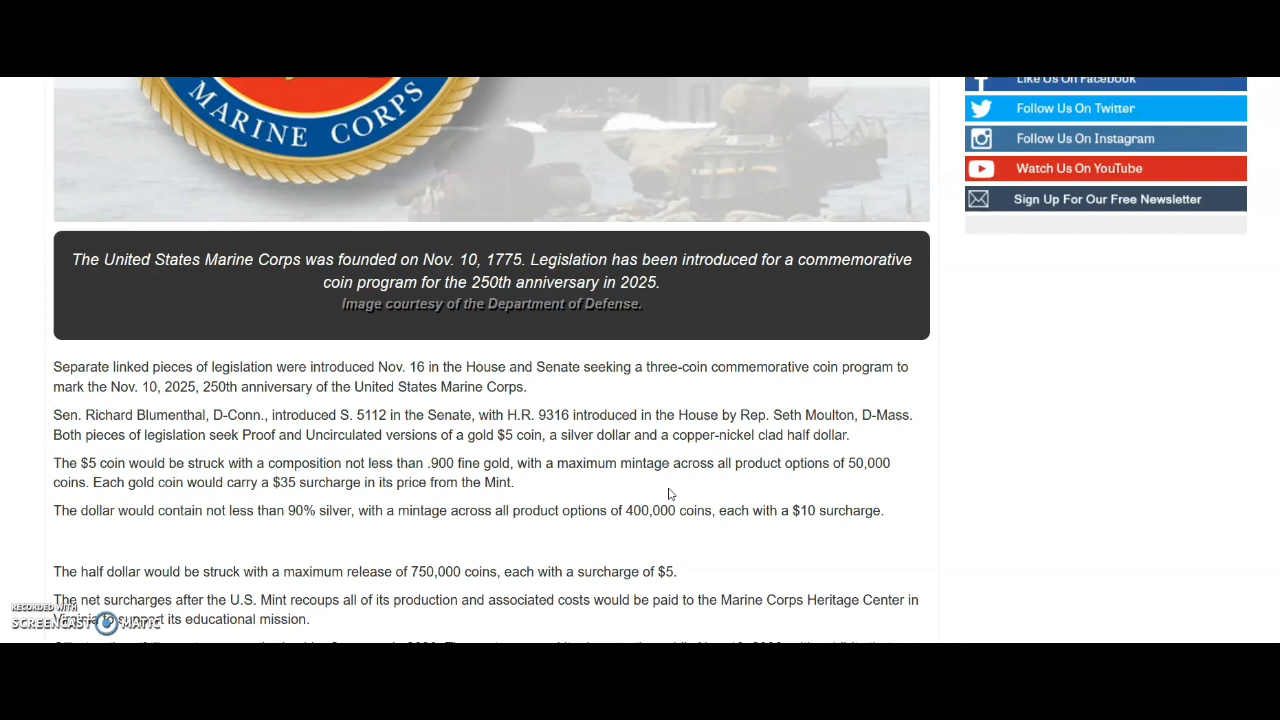 MARINE CORPS
Like Us On Facebook
Follow Us On Twitter
Follow Us On Instagram
Watch Us On YouTube
Sign Up For Our Free Newsletter
The United States Marine Corps was founded on Nov. 10, 1775. Legislation has been introduced for a commemorative
coin program for the 250th anniversary in 2025.
Image courtesy of the Department of Defense.
Separate linked pieces of legislation were introduced Nov. 16 in the House and Senate seeking a three-coin commemorative coin program to
mark the Nov. 10, 2025, 250th anniversary of the United States Marine Corps.
Sen. Richard Blumenthal, D-Conn., introduced S. 5112 in the Senate, with H.R. 9316 introduced in the House by Rep. Seth Moulton, D-Mass.
Both pieces of legislation seek Proof and Uncirculated versions of a gold $5 coin, a silver dollar and a copper-nickel clad half dollar.
The $5 coin would be struck with a composition not less than .900 fine gold, with a maximum mintage across all product options of 50,000
coins. Each gold coin would carry a $35 surcharge in its price from the Mint.
The dollar would contain not less than 90% silver, with a mintage across all product options of 400,000 coins, each with a $10 surcharge.
The half dollar would be struck with a maximum release of 750,000 coins, each with a surcharge of $5.
The net surcharges after the U.S. Mint recoups all of its production and associated costs would be paid to the Marine Corps Heritage Center in
Virginia to support its educational mission.
RECORDED WITH
SCREENCAST MATIC